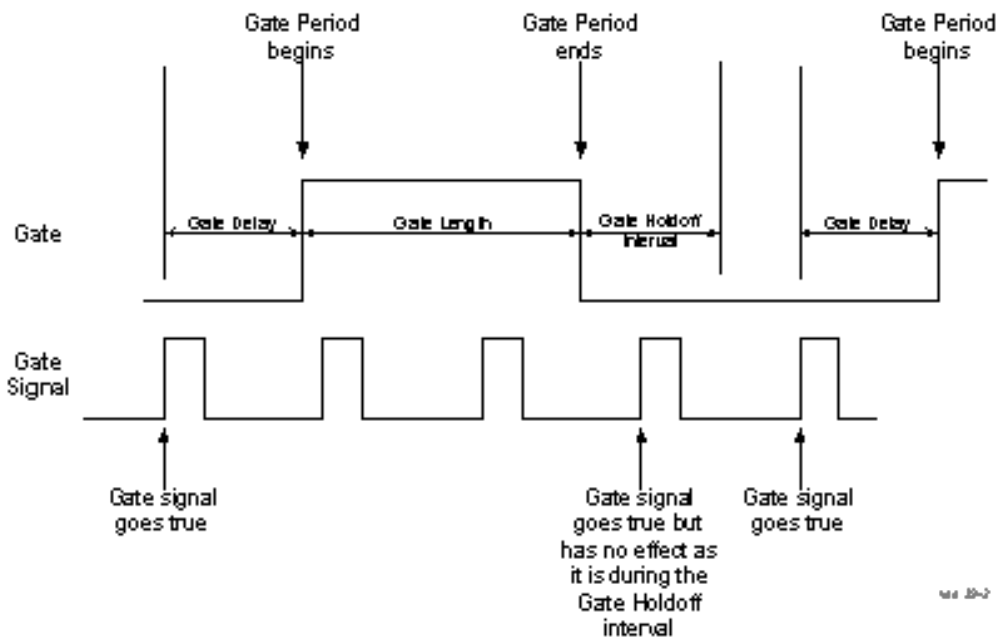 Gate Period
begins
Gate Period
ends
Gate Period
begins
Gate
Gate Delay
Gate Length
Gate Holdoff
Interval
Gate Delay
Gate
Signal
Gate signal
goes true
Gate signal
goes true but
has no effect as
it is during the
Gate Holdoff
interval
Gate signal
goes true